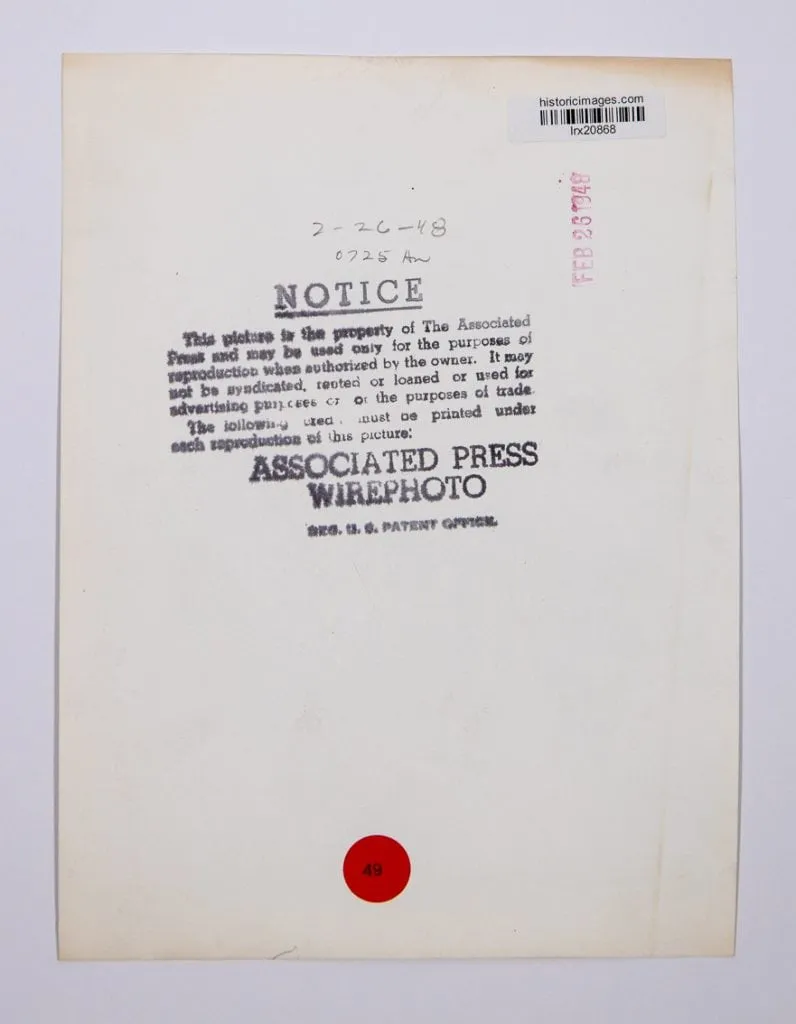 historicimages.com
lrx20868
FEB 26 1948
2-26-48
0725 Am
NOTICE
This picture is the property of The Associated
Press and may be used only for the purposes of
reproduction when authorized by the owner. It may
not be syndicated, rented or loaned or used for
advertising purposes or the purposes of trade.
The following must be printed under
each reproduction of this picture:
ASSOCIATED PRESS
WIREPHOTO
REG. U. S. PATENT OFFICE.
49